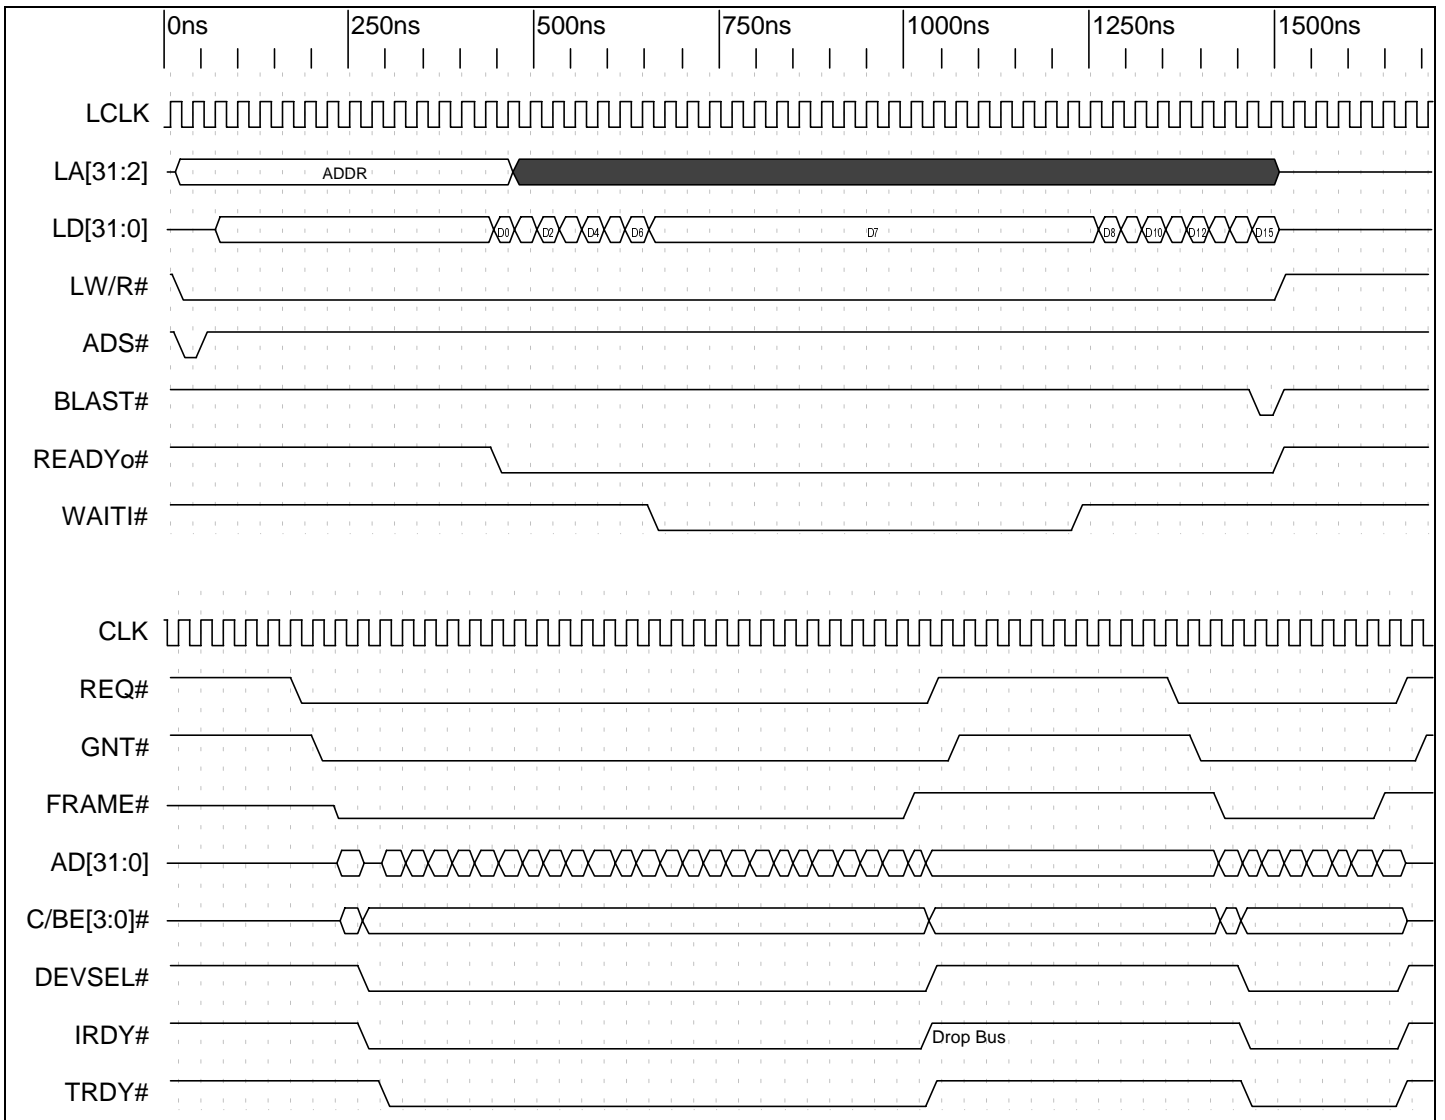 0ns 250ns 500ns 750ns 1000ns 1250ns 1500ns
LCLK
LA[31:2] ADDR
LD[31:0] D0 D2 D4 D6 D7 D8 D10 D12 D15
LW/R#
ADS#
BLAST#
READYo#
WAITI#
CLK
REQ#
GNT#
FRAME#
AD[31:0]
C/BE[3:0]#
DEVSEL#
IRDY# Drop Bus
TRDY#